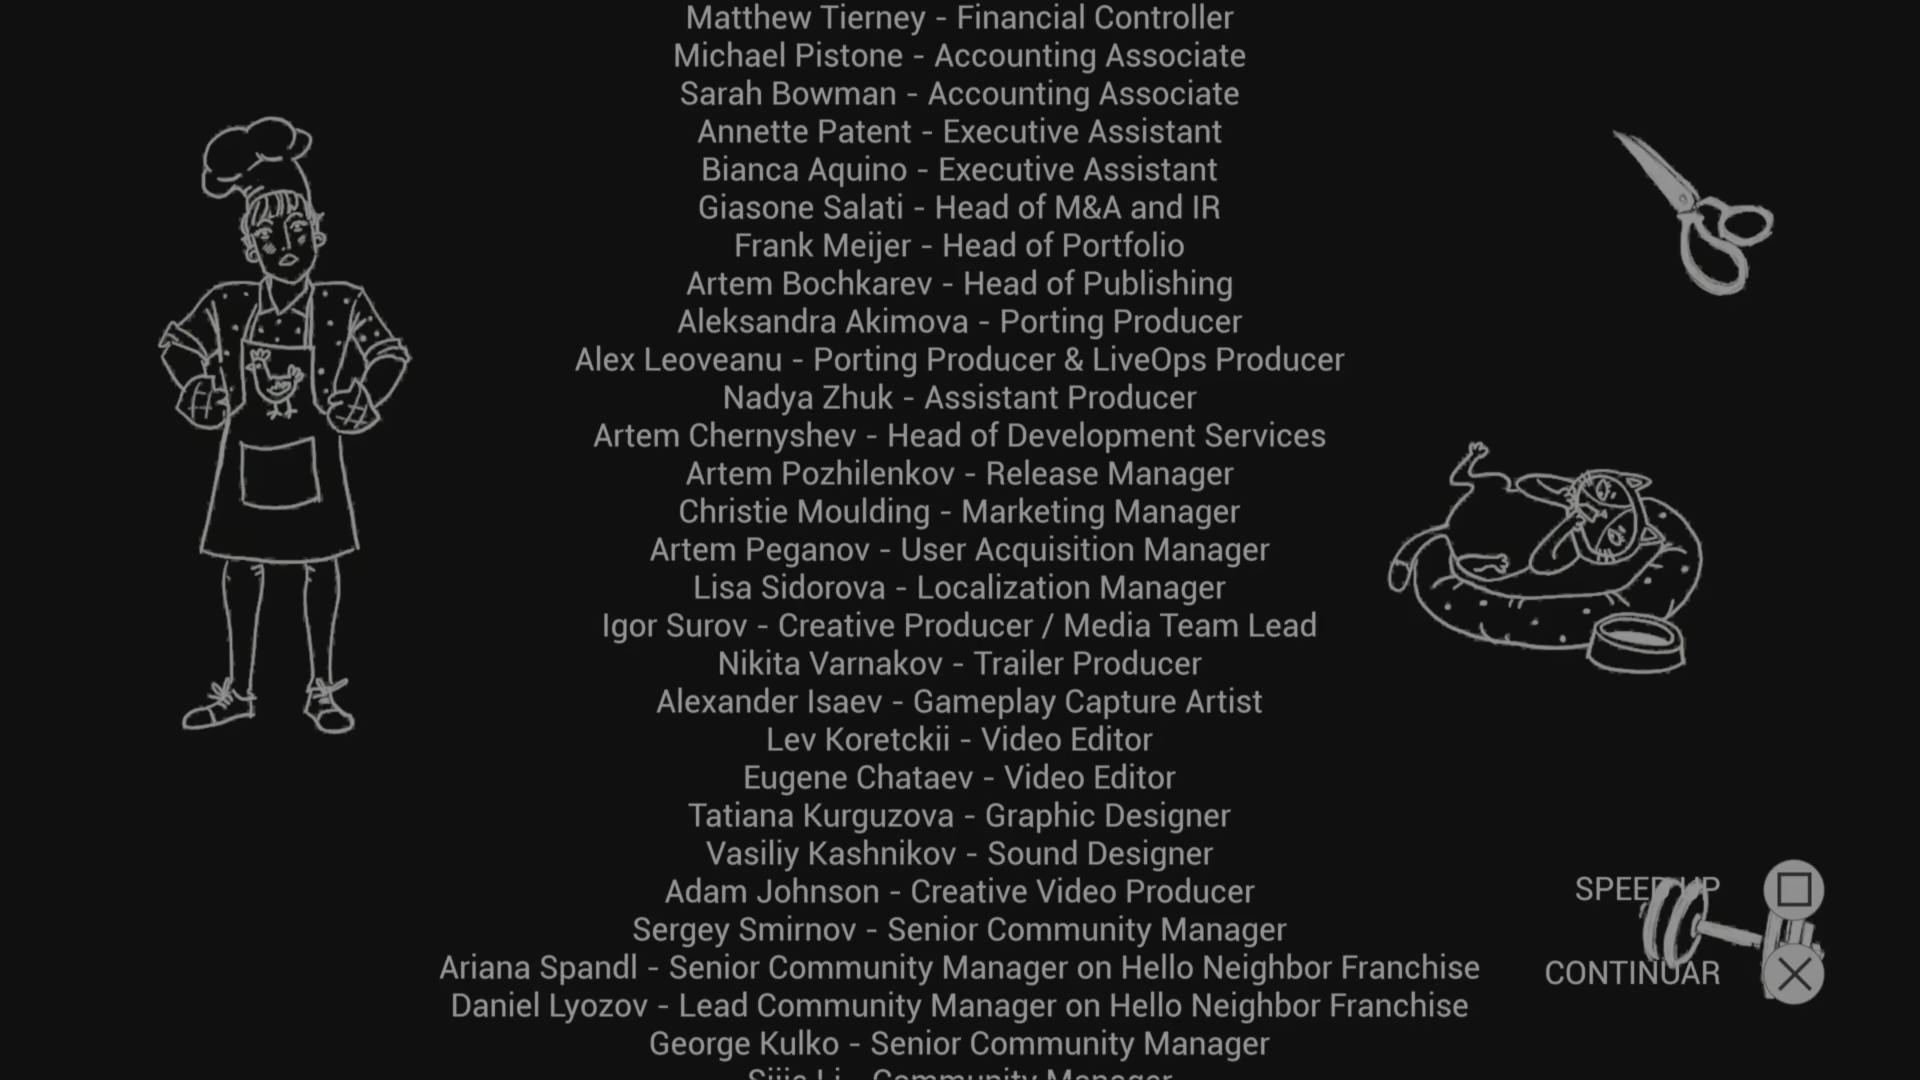 Matthew Tierney - Financial Controller
Michael Pistone - Accounting Associate
Sarah Bowman - Accounting Associate
Annette Patent - Executive Assistant
Bianca Aquino - Executive Assistant
Giasone Salati - Head of M&A and IR
Frank Meijer - Head of Portfolio
Artem Bochkarev - Head of Publishing
Aleksandra Akimova - Porting Producer
Alex Leoveanu - Porting Producer & LiveOps Producer
Nadya Zhuk - Assistant Producer
Artem Chernyshev - Head of Development Services
Artem Pozhilenkov - Release Manager
Christie Moulding - Marketing Manager
Artem Peganov - User Acquisition Manager
Lisa Sidorova - Localization Manager
Igor Surov - Creative Producer / Media Team Lead
Nikita Varnakov - Trailer Producer
Alexander Isaev - Gameplay Capture Artist
Lev Koretckii - Video Editor
Eugene Chataev - Video Editor
Tatiana Kurguzova - Graphic Designer
Vasiliy Kashnikov - Sound Designer
Adam Johnson - Creative Video Producer
Sergey Smirnov - Senior Community Manager
Ariana Spandl - Senior Community Manager on Hello Neighbor Franchise
Daniel Lyozov - Lead Community Manager on Hello Neighbor Franchise
George Kulko - Senior Community Manager
Li - Community Manager
SPEED UP
CONTINUAR